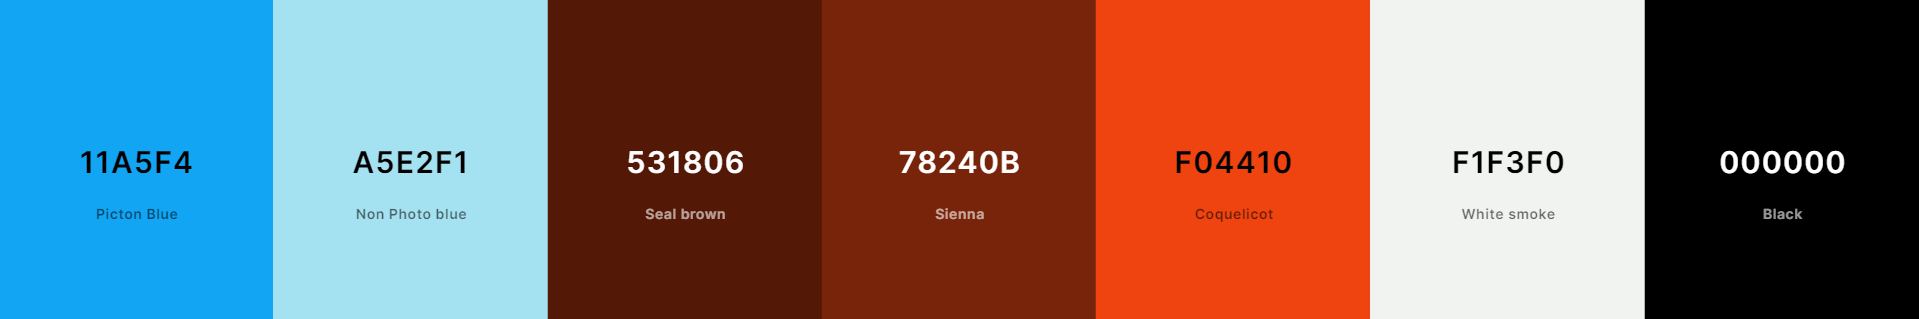 11A5F4
Picton Blue
A5E2F1
Non Photo blue
531806
Seal brown
78240B
Sienna
F04410
Coquelicot
F1F3F0
White smoke
000000
Black